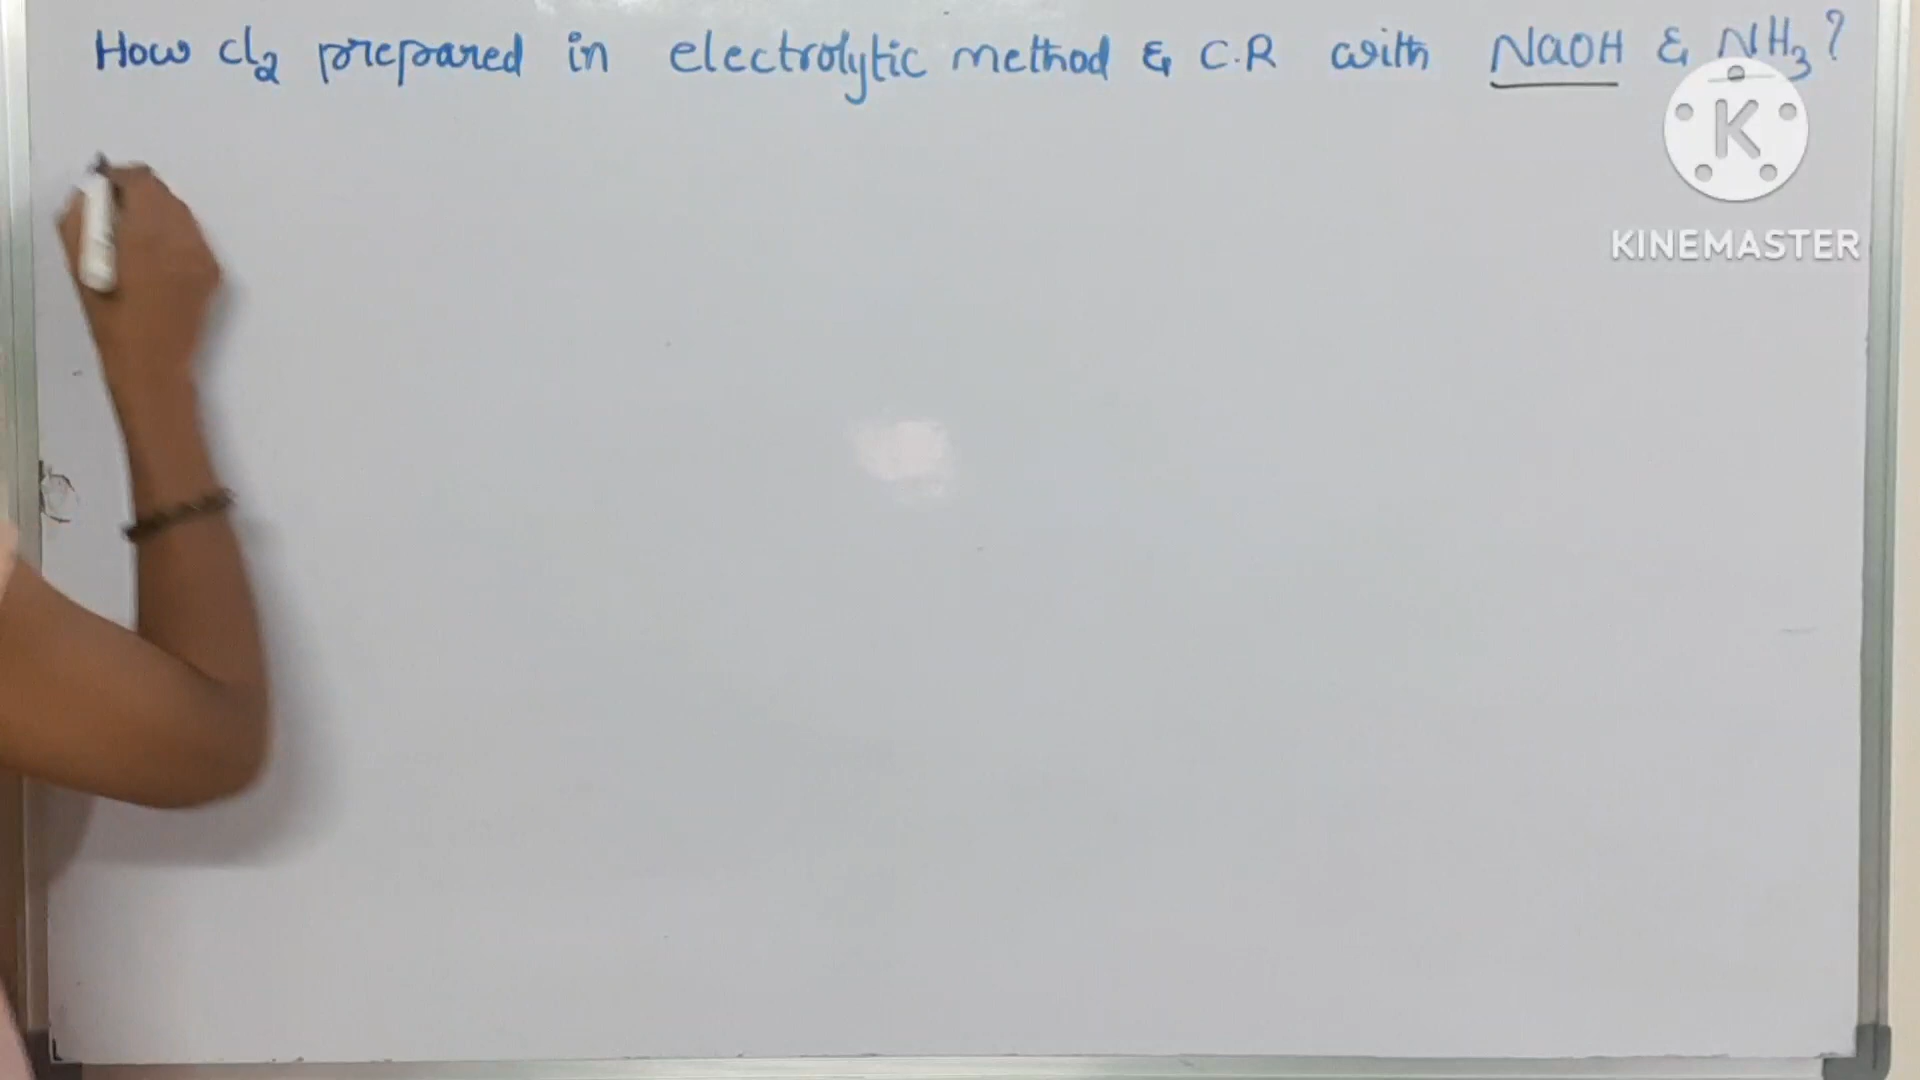 How Cl2 prepared in electrolytic method & C.R with NaOH & NH3?
K
KINEMASTER